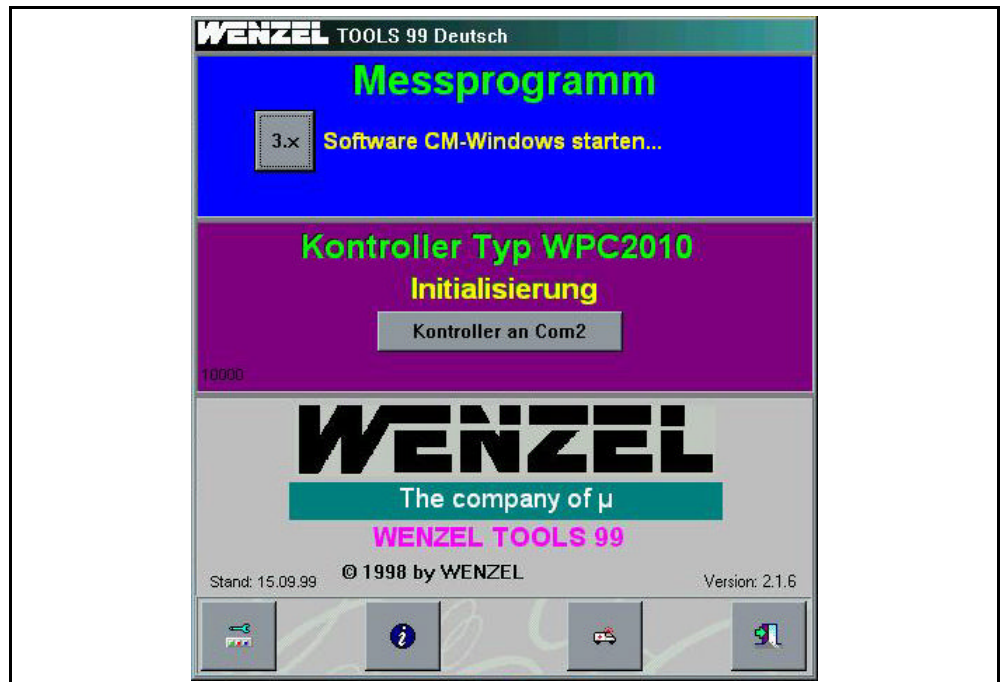 WENZEL TOOLS 99 Deutsch
Messprogramm
3.x Software CM-Windows starten...
Kontroller Typ WPC2010
Initialisierung
Kontroller an Com2
10000
WENZEL
The company of µ
WENZEL TOOLS 99
Stand: 15.09.99 © 1998 by WENZEL Version: 2.1.6